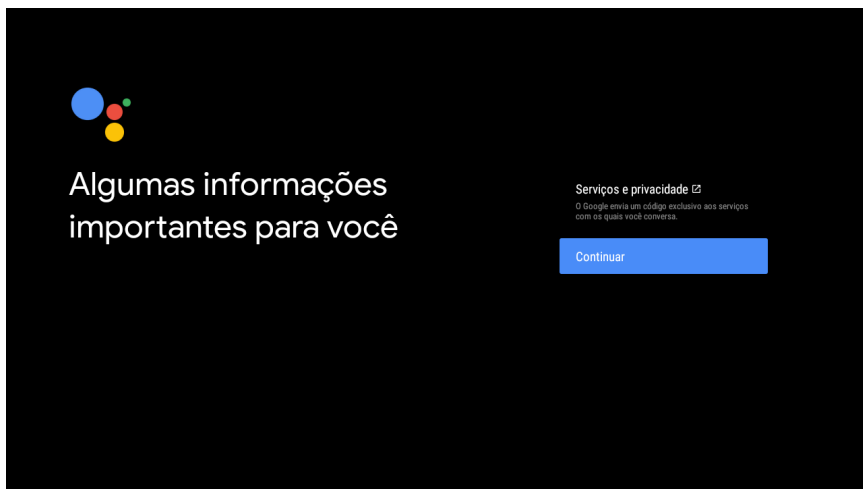 Algumas informações
importantes para você
Serviços e privacidade
O Google envia um código exclusivo aos serviços
com os quais você conversa.
Continuar